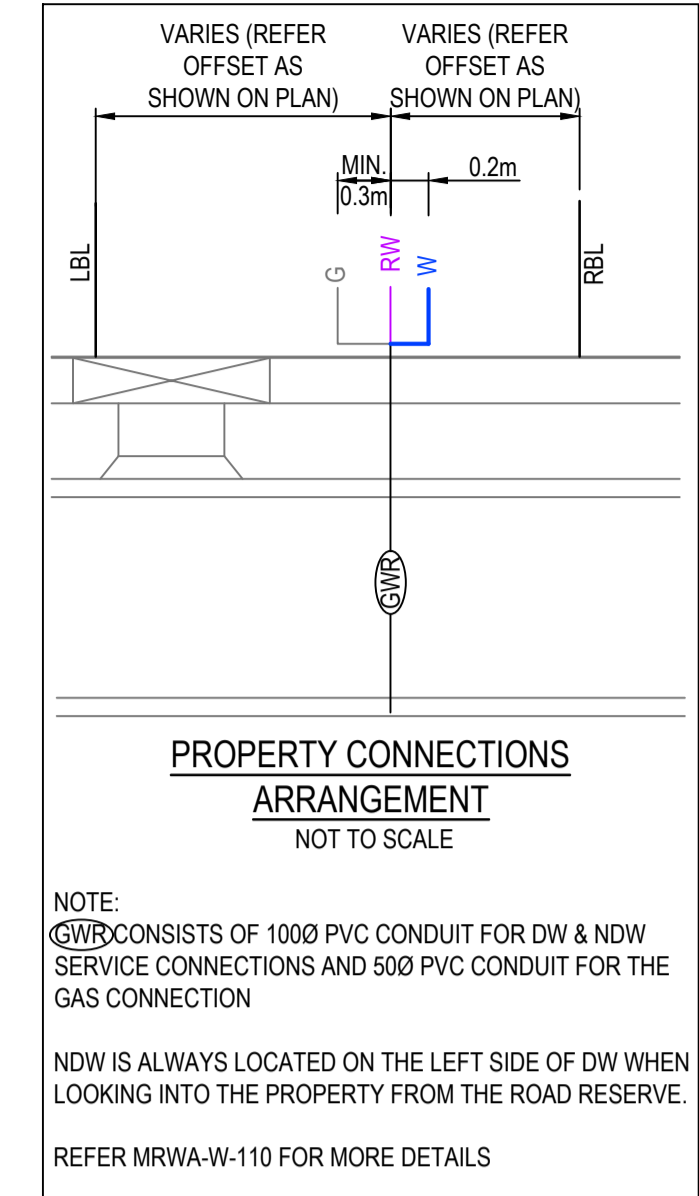 VARIES (REFER
OFFSET AS
SHOWN ON PLAN)
VARIES (REFER
OFFSET AS
SHOWN ON PLAN)
MIN.
0.3m
0.2m
LBL
G
RW
W
RBL
GWR
PROPERTY CONNECTIONS
ARRANGEMENT
NOT TO SCALE
NOTE:
GWR CONSISTS OF 100Ø PVC CONDUIT FOR DW & NDW
SERVICE CONNECTIONS AND 50Ø PVC CONDUIT FOR THE
GAS CONNECTION
NDW IS ALWAYS LOCATED ON THE LEFT SIDE OF DW WHEN
LOOKING INTO THE PROPERTY FROM THE ROAD RESERVE.
REFER MRWA-W-110 FOR MORE DETAILS